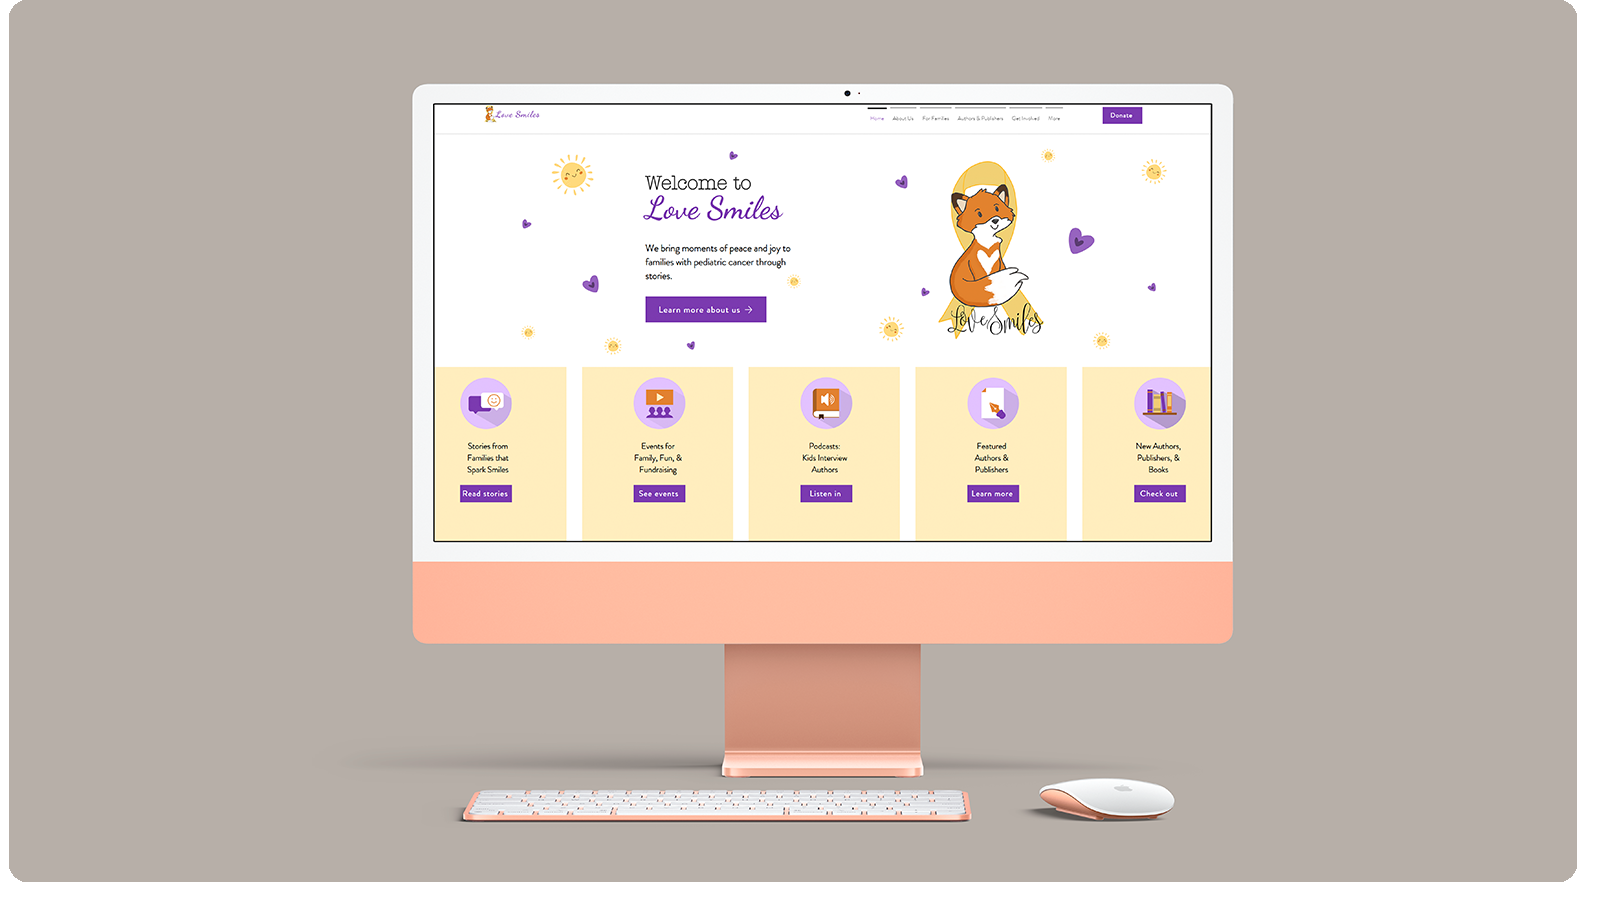 Love Smiles
Home About Us For Families Authors & Publishers Get Involved More
Donate
Welcome to
Love Smiles
We bring moments of peace and joy to
families with pediatric cancer through
stories.
Learn more about us →
Love Smiles
Stories from
Families that
Spark Smiles
Read stories
Events for
Family, Fun, &
Fundraising
See events
Podcasts:
Kids Interview
Authors
Listen in
Featured
Authors &
Publishers
Learn more
New Authors,
Publishers, &
Books
Check out